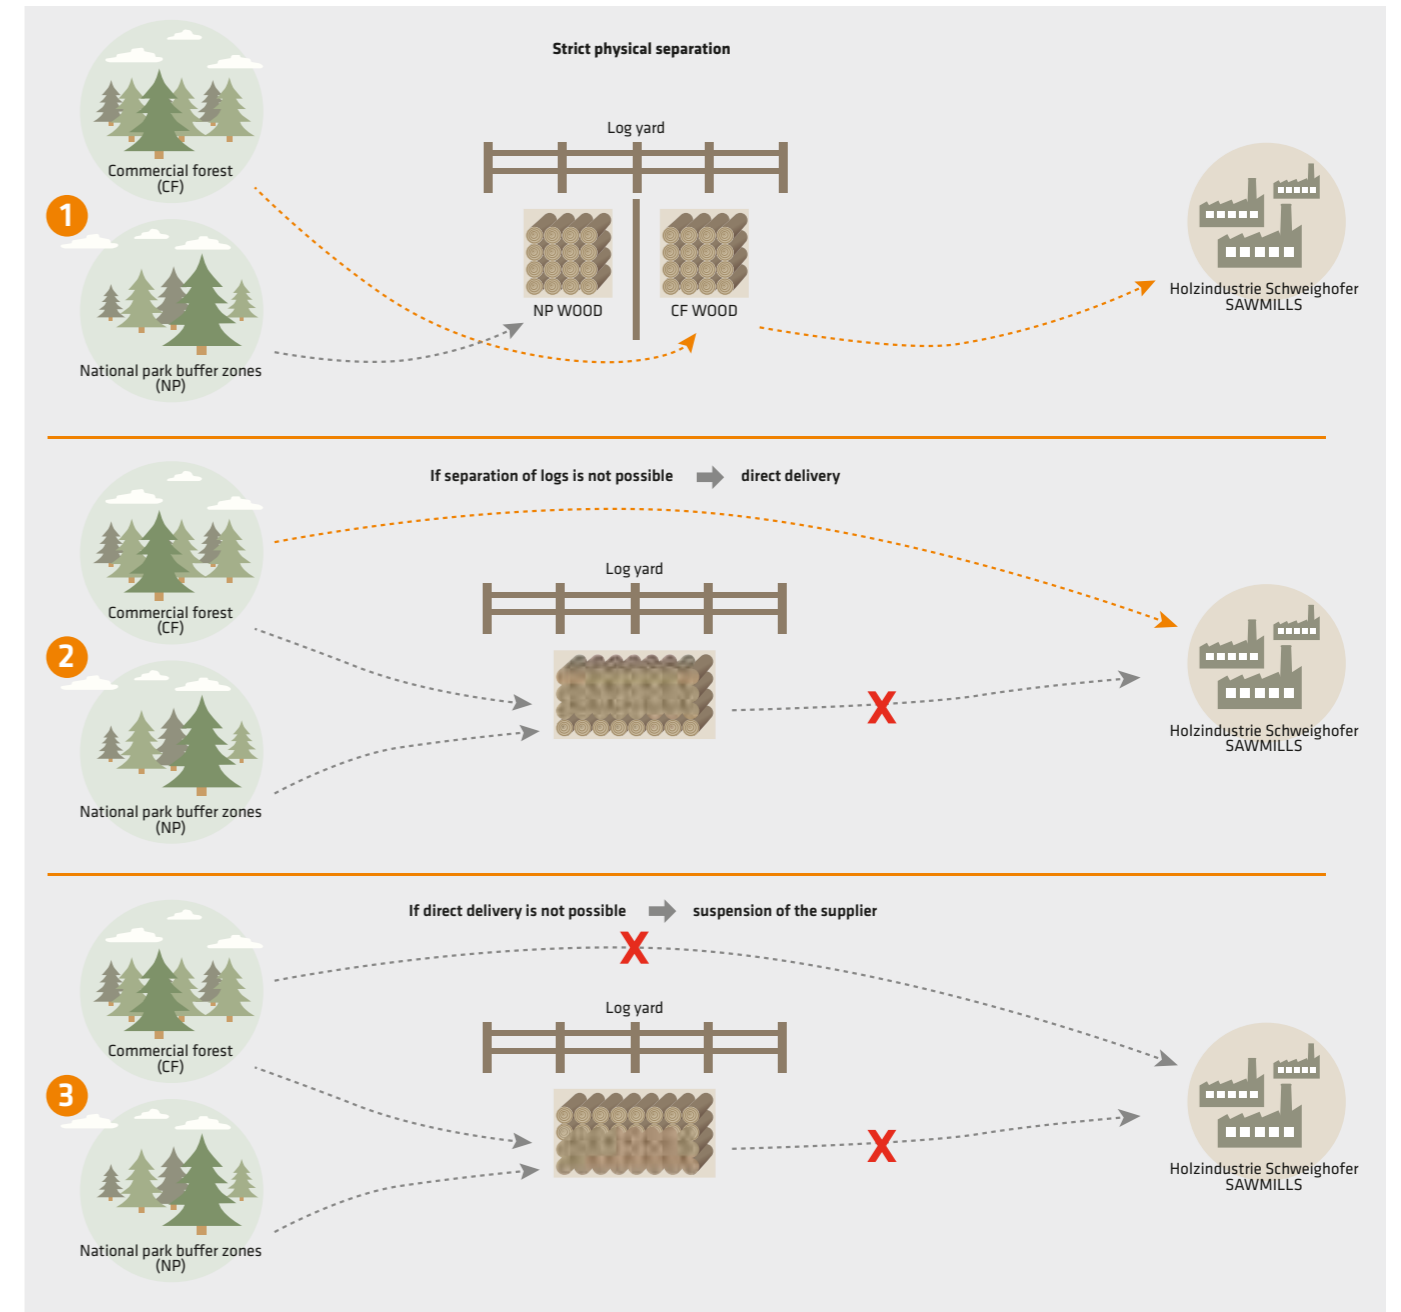 Strict physical separation
Log yard
Commercial forest
(CF)
1
NP WOOD
CF WOOD
National park buffer zones
(NP)
Holzindustrie Schweighofer
SAWMILLS
If separation of logs is not possible direct delivery
Log yard
Commercial forest
(CF)
2
X
National park buffer zones
(NP)
Holzindustrie Schweighofer
SAWMILLS
If direct delivery is not possible suspension of the supplier
X
Log yard
Commercial forest
(CF)
3
X
National park buffer zones
(NP)
Holzindustrie Schweighofer
SAWMILLS